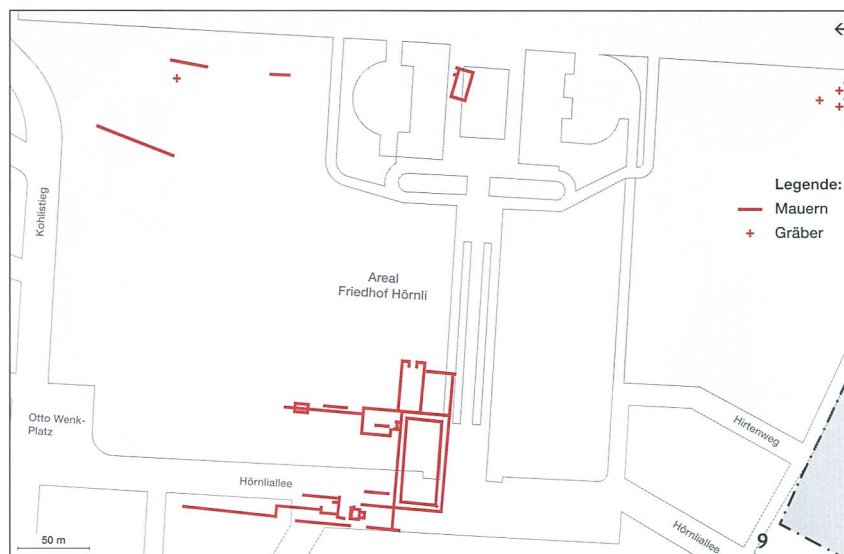 ←
Kohlistieg
Legende:
Mauern
Gräber
Areal
Friedhof Hörnli
Otto Wenk-
Platz
Hirtenweg
Hörnliallee
Hörnliallee
50 m
9